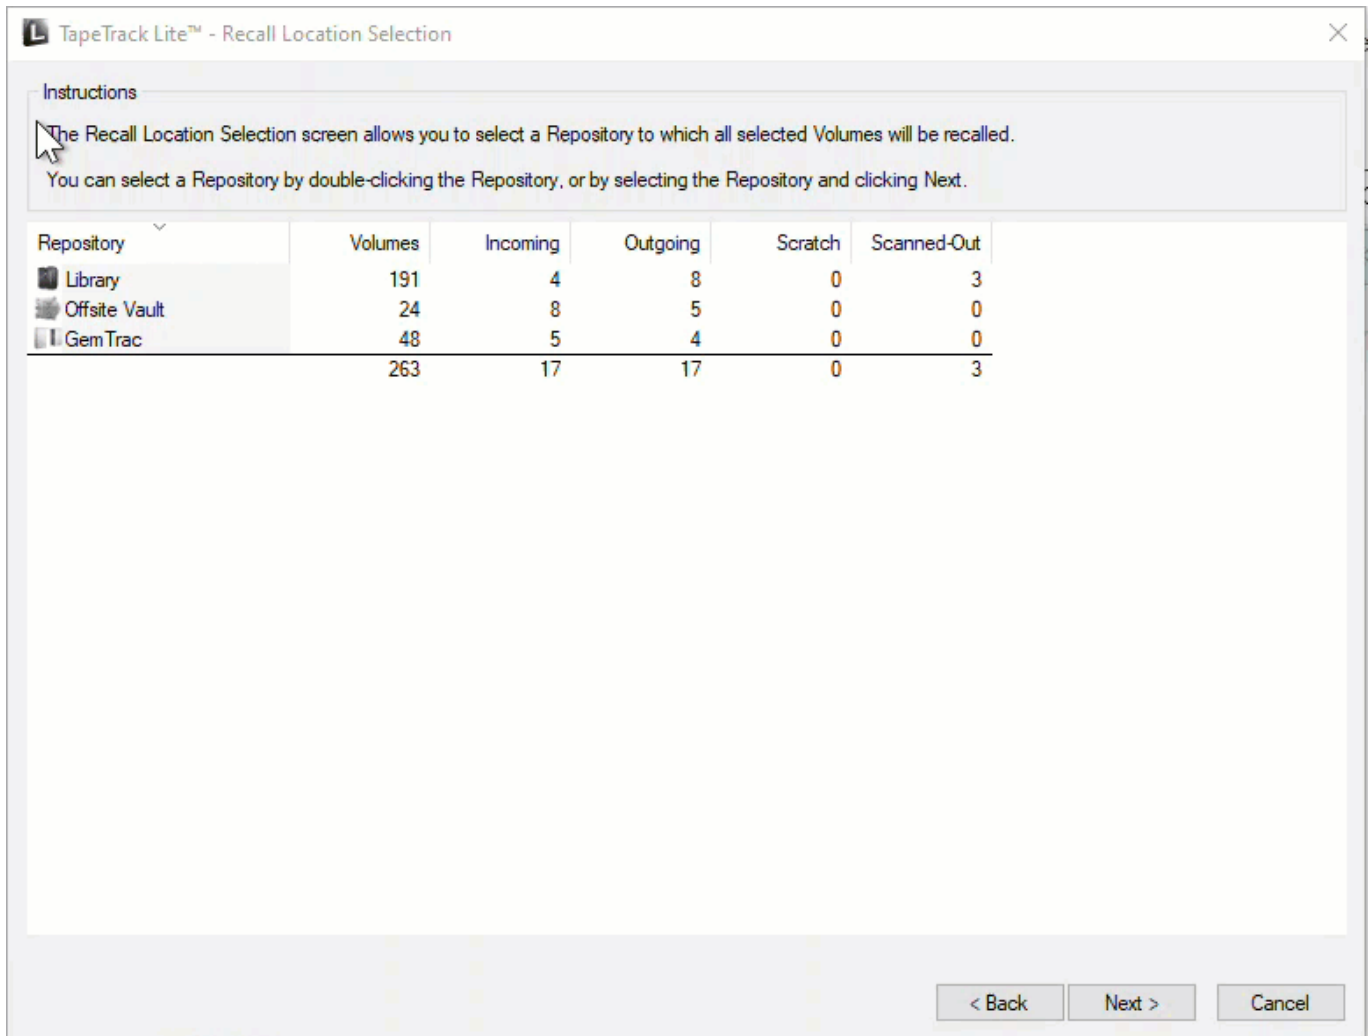 TapeTrack Lite™ - Recall Location Selection
Instructions
The Recall Location Selection screen allows you to select a Repository to which all selected Volumes will be recalled.
You can select a Repository by double-clicking the Repository, or by selecting the Repository and clicking Next.
Repository Volumes Incoming Outgoing Scratch Scanned-Out
Library 191 4 8 0 3
Offsite Vault 24 8 5 0 0
GemTrac 48 5 4 0 0
263 17 17 0 3
< Back Next > Cancel